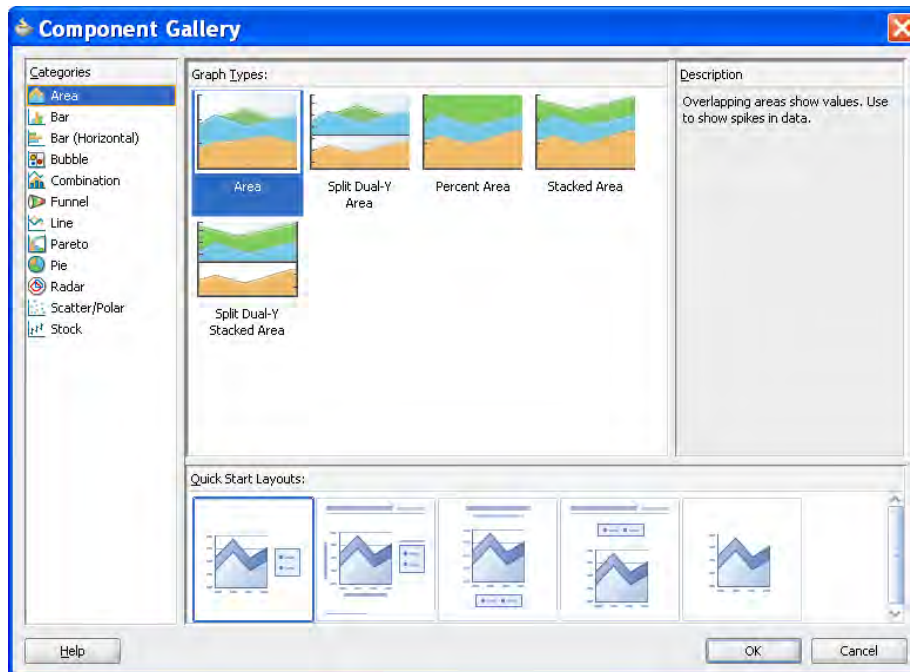 Component Gallery
Categories
Area
Bar
Bar (Horizontal)
Bubble
Combination
Funnel
Line
Pareto
Pie
Radar
Scatter/Polar
Stock
Graph Types:
Area
Split Dual-Y
Area
Percent Area
Stacked Area
Split Dual-Y
Stacked Area
Description
Overlapping areas show values. Use
to show spikes in data.
Quick Start Layouts:
Help
OK
Cancel